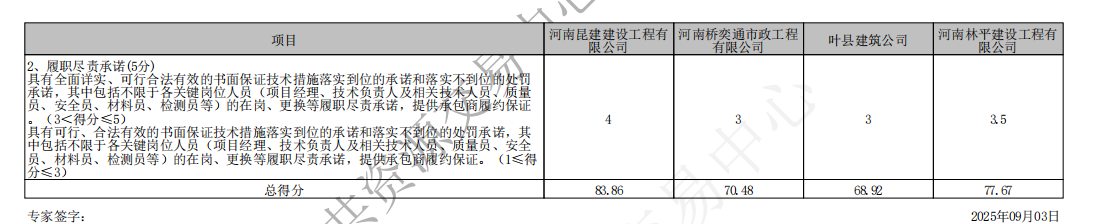 项目
河南昆建建设工程有
限公司
河南桥奕通市政工程
有限公司
叶县建筑公司
河南林平建设工程有
限公司
2、履职尽责承诺(5分)
具有全面详实、可行合法有效的书面保证技术措施落实到位的承诺和落实不到位的处罚
承诺，其中包括不限于各关键岗位人员（项目经理、技术负责人及相关技术人员、质量
员、安全员、材料员、检测员等）的在岗、更换等履职尽责承诺，提供承包商履约保证
。（3<得分≤5）
具有可行、合法有效的书面保证技术措施落实到位的承诺和落实不到位的处罚承诺，其
中包括不限于各关键岗位人员（项目经理、技术负责人及相关技术人员、质量员、安全
员、材料员、检测员等）的在岗、更换等履职尽责承诺，提供承包商履约保证。（1≤得
分≤3）
4
3
3
3.5
总得分
83.86
70.48
68.92
77.67
专家签字：
2025年09月03日
共资源交易中心
交易中心